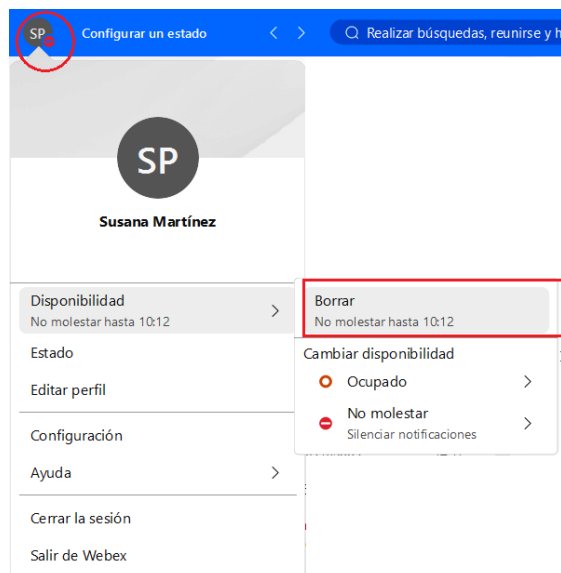 SP
Configurar un estado
Realizar búsquedas, reunirse y h
SP
Susana Martínez
Disponibilidad
No molestar hasta 10:12
Estado
Editar perfil
Configuración
Ayuda
Cerrar la sesión
Salir de Webex
Borrar
No molestar hasta 10:12
Cambiar disponibilidad
Ocupado
No molestar
Silenciar notificaciones